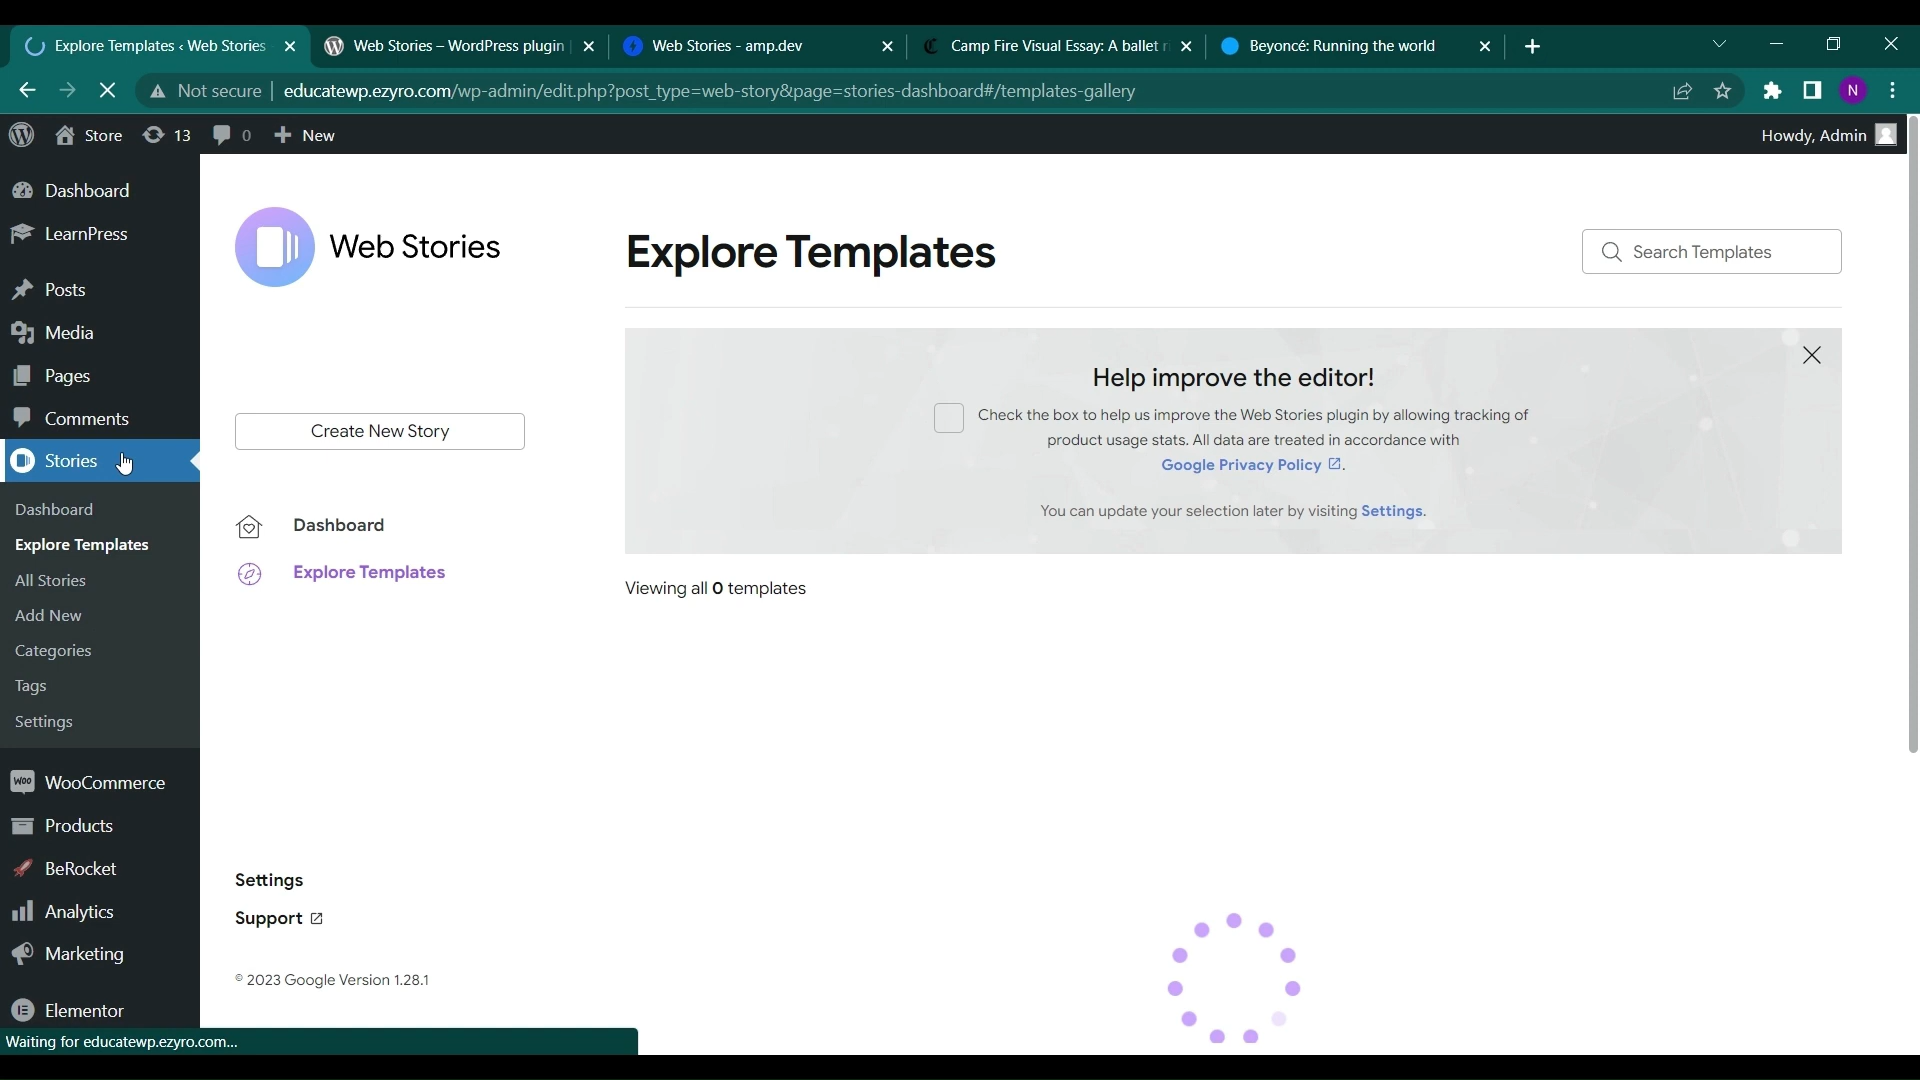 Explore Templates ‹ Web Stories
Web Stories – WordPress plugin
Web Stories - amp.dev
Camp Fire Visual Essay: A ballet
Beyoncé: Running the world
Not secure
educatewp.ezyro.com/wp-admin/edit.php?post_type=web-story&page=stories-dashboard#/templates-gallery
N
Store
13
0
New
Howdy, Admin
Dashboard
LearnPress
Posts
Media
Pages
Comments
Stories
Dashboard
Explore Templates
All Stories
Add New
Categories
Tags
Settings
Woo
WooCommerce
Products
BeRocket
Analytics
Marketing
Elementor
Waiting for educatewp.ezyro.com...
Web Stories
Create New Story
Dashboard
Explore Templates
Settings
Support
© 2023 Google Version 1.28.1
Explore Templates
Search Templates
Help improve the editor!
Check the box to help us improve the Web Stories plugin by allowing tracking of
product usage stats. All data are treated in accordance with
Google Privacy Policy .
You can update your selection later by visiting Settings.
Viewing all 0 templates